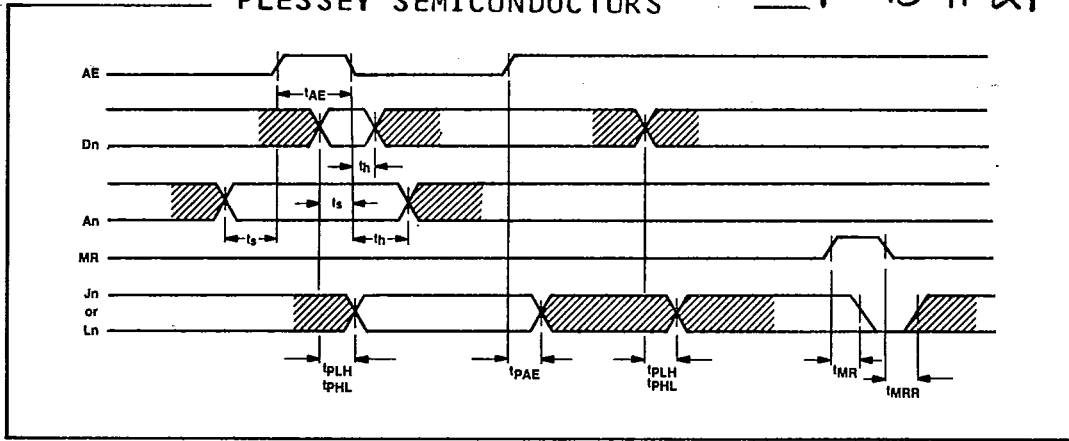 PLESSEY SEMICONDUCTORS
AE
tAE
Dn
th
ts
An
ts
th
MR
Jn
or
Ln
tPLH
tPHL
tPAE
tPLH
tPHL
tMR
tMRR